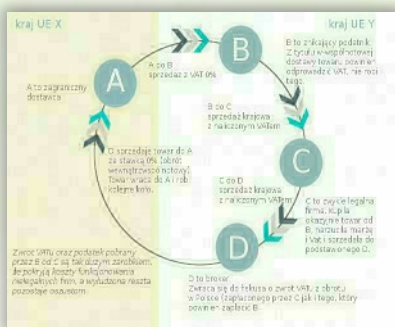 kraj UE X
kraj UE Y
A
B
C
D
A to zagraniczny
dostawca
A do B
sprzedaż z VAT 0%
B to znikający podatnik.
Z tytułu wewnątrzwspólnotowej
dostawy towaru, powinien
odprowadzić VAT, nie robi
tego.
B do C
sprzedaż krajowa
z naliczonym VATem
C do D
sprzedaż krajowa
z naliczonym VATem
C to zwykle legalna
firma. Kupiła
okazyjnie towar od
B, narzuciła marżę
i Vat i sprzedała do
podstawionego D.
D sprzedaje towar do A
ze stawką 0% (obrót
wewnątrzwspólnotowy)
Towar wraca do A i robi
kolejne koło.
Zwrot VATu oraz podatek pobrany
przez B od C są tak dużym zarobkiem,
że pokryją koszty funkcjonowania
nielegalnych firm, a wyłudzona reszta
pozostaje oszustom.
D to broker
Zwraca się do fiskusa o zwrot VATu z obrotu
w Polsce (zapłaconego przez C jak i tego, który
powinien zapłacić B.